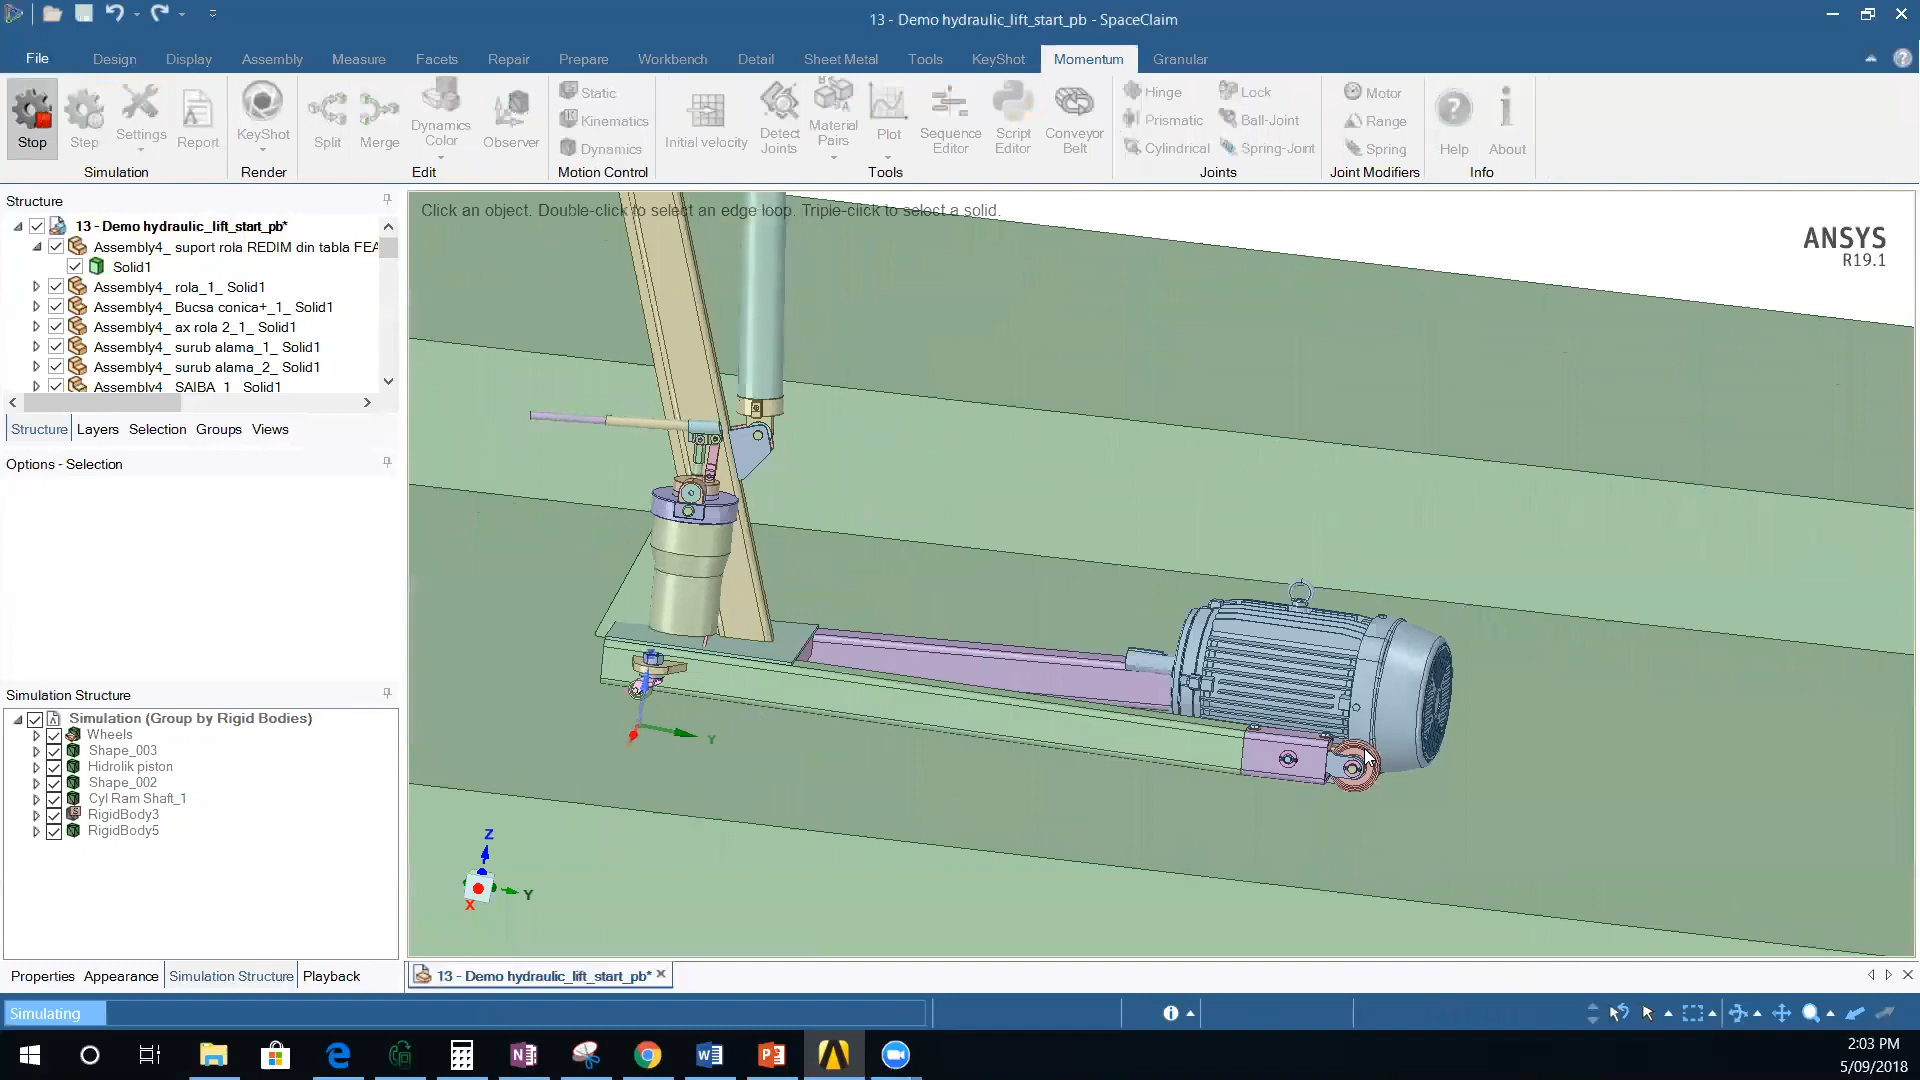 13 - Demo hydraulic_lift_start_pb - SpaceClaim
File Design Display Assembly Measure Facets Repair Prepare Workbench Detail Sheet Metal Tools KeyShot Momentum Granular
Stop Step Settings Report
Simulation
KeyShot
Render
Split Merge Dynamics Color Observer
Edit
Static
Kinematics
Dynamics
Motion Control
Initial velocity Detect Joints Material Pairs Plot Sequence Editor Script Editor Conveyor Belt
Tools
Hinge Lock
Prismatic Ball-Joint
Cylindrical Spring-Joint
Joints
Motor
Range
Spring
Joint Modifiers
Help About
Info
Structure
13 - Demo hydraulic_lift_start_pb*
Assembly4_ suport rola REDIM din tabla FEA
Solid1
Assembly4_ rola_1_ Solid1
Assembly4_ Bucsa conica+_1_ Solid1
Assembly4_ ax rola 2_1_ Solid1
Assembly4_ surub alama_1_ Solid1
Assembly4_ surub alama_2_ Solid1
Assembly4_ SAIBA_1_ Solid1
Structure Layers Selection Groups Views
Options - Selection
Simulation Structure
Simulation (Group by Rigid Bodies)
Wheels
Shape_003
Hidrolik piston
Shape_002
Cyl Ram Shaft_1
RigidBody3
RigidBody5
Properties Appearance Simulation Structure Playback
Click an object. Double-click to select an edge loop. Triple-click to select a solid.
ANSYS
R19.1
Y
Z
Y
X
13 - Demo hydraulic_lift_start_pb*
Simulating
2:03 PM
5/09/2018